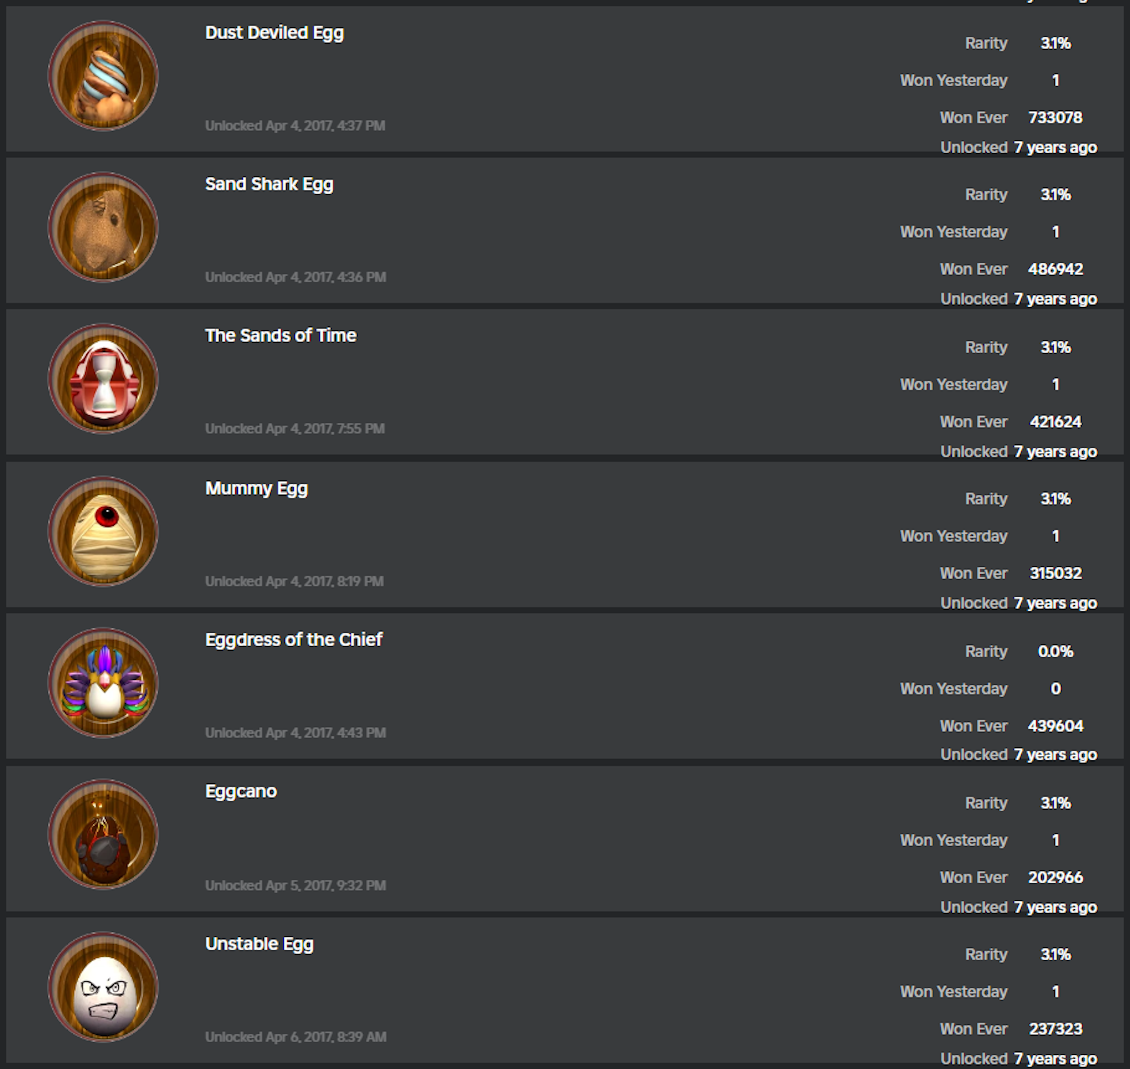 Dust Deviled Egg
Rarity 3.1%
Won Yesterday 1
Won Ever 733078
Unlocked Apr 4, 2017, 4:37 PM
Unlocked 7 years ago
Sand Shark Egg
Rarity 3.1%
Won Yesterday 1
Won Ever 486942
Unlocked Apr 4, 2017, 4:36 PM
Unlocked 7 years ago
The Sands of Time
Rarity 3.1%
Won Yesterday 1
Won Ever 421624
Unlocked Apr 4, 2017, 7:55 PM
Unlocked 7 years ago
Mummy Egg
Rarity 3.1%
Won Yesterday 1
Won Ever 315032
Unlocked Apr 4, 2017, 8:19 PM
Unlocked 7 years ago
Eggdress of the Chief
Rarity 0.0%
Won Yesterday 0
Won Ever 439604
Unlocked Apr 4, 2017, 4:43 PM
Unlocked 7 years ago
Eggcano
Rarity 3.1%
Won Yesterday 1
Won Ever 202966
Unlocked Apr 5, 2017, 9:32 PM
Unlocked 7 years ago
Unstable Egg
Rarity 3.1%
Won Yesterday 1
Won Ever 237323
Unlocked Apr 6, 2017, 8:39 AM
Unlocked 7 years ago